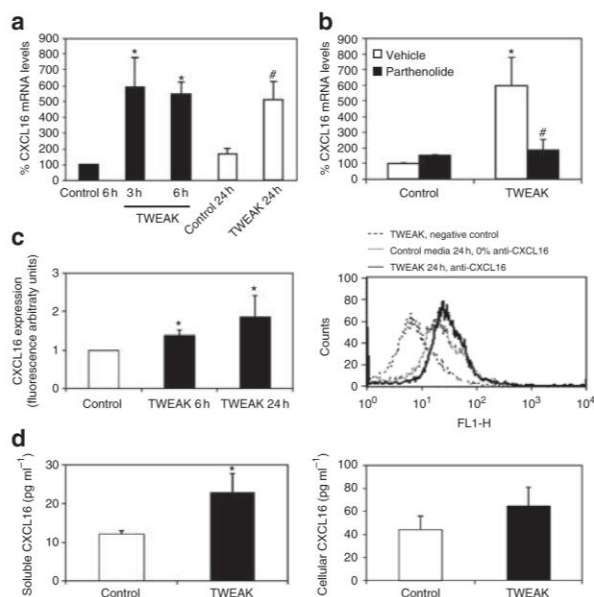 a
% CXCL16 mRNA levels
900
800
700
600
500
400
300
200
100
0
*
*
#
Control 6 h
3 h
6 h
Control 24 h
TWEAK 24 h
TWEAK
b
% CXCL16 mRNA levels
900
800
700
600
500
400
300
200
100
0
Vehicle
Parthenolide
*
#
Control
TWEAK
c
CXCL16 expression
(fluorescence arbitraty units)
3
2
1
0
*
*
Control
TWEAK 6 h
TWEAK 24 h
TWEAK, negative control
Control media 24 h, 0% anti-CXCL16
TWEAK 24 h, anti-CXCL16
Counts
100
80
60
40
20
0
10⁰
10¹
10²
10³
10⁴
FL1-H
d
Soluble CXCL16 (pg ml⁻¹)
30
20
10
0
*
Control
TWEAK
Cellular CXCL16 (pg ml⁻¹)
100
80
60
40
20
0
Control
TWEAK